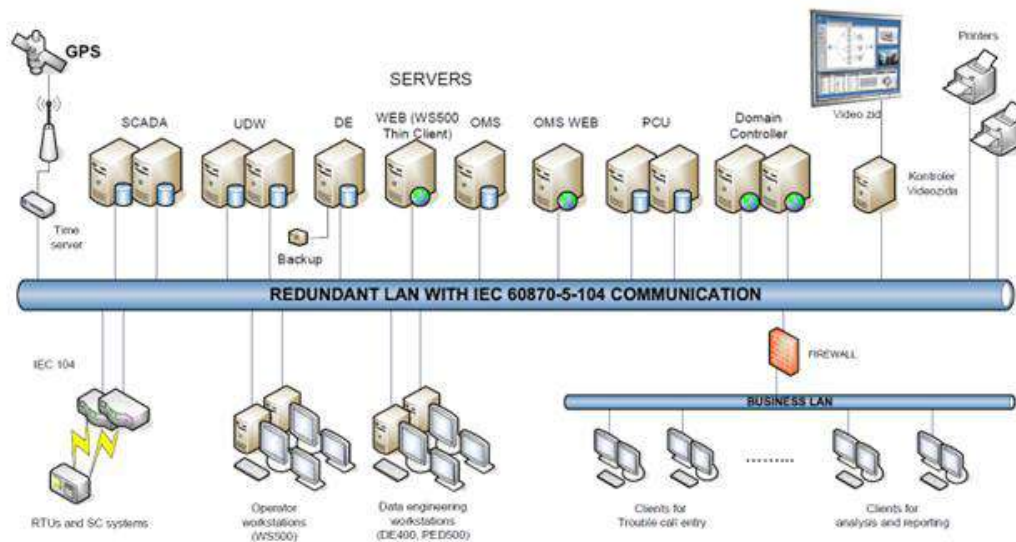 GPS
SERVERS
Printers
Video zid
SCADA
UDW
DE
WEB (WS500
Thin Client)
OMS
OMS WEB
PCU
Domain
Controller
Kontroler
Videozida
Time
server
Backup
REDUNDANT LAN WITH IEC 60870-5-104 COMMUNICATION
IEC 104
FIREWALL
BUSINESS LAN
.........
RTUs and SC systems
Operator
workstations
(WS500)
Data engineering
workstations
(DE400, PED500)
Clients for
Trouble call entry
Clients for
analysis and reporting